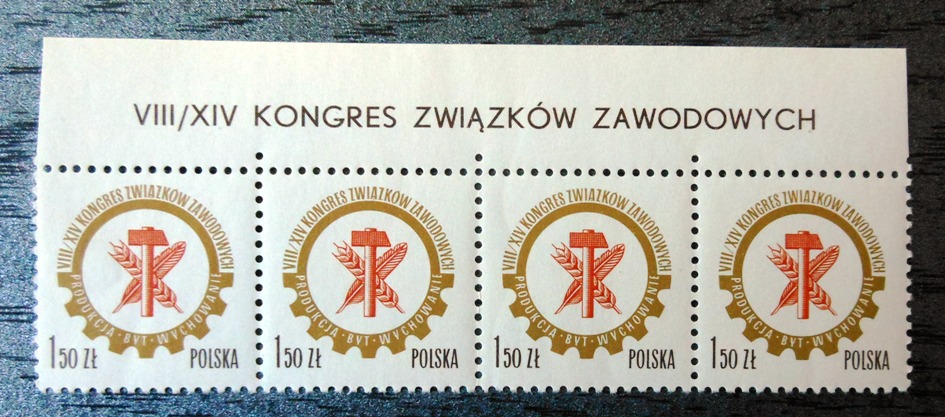 VIII/XIV KONGRES ZWIĄZKÓW ZAWODOWYCH
VIII/XIV KONGRES ZWIĄZKÓW ZAWODOWYCH
PRODUKCJA · BYT · WYCHOWANIE
1 50 ZŁ POLSKA
VIII/XIV KONGRES ZWIĄZKÓW ZAWODOWYCH
PRODUKCJA · BYT · WYCHOWANIE
1 50 ZŁ POLSKA
VIII/XIV KONGRES ZWIĄZKÓW ZAWODOWYCH
PRODUKCJA · BYT · WYCHOWANIE
1 50 ZŁ POLSKA
VIII/XIV KONGRES ZWIĄZKÓW ZAWODOWYCH
PRODUKCJA · BYT · WYCHOWANIE
1 50 ZŁ POLSKA